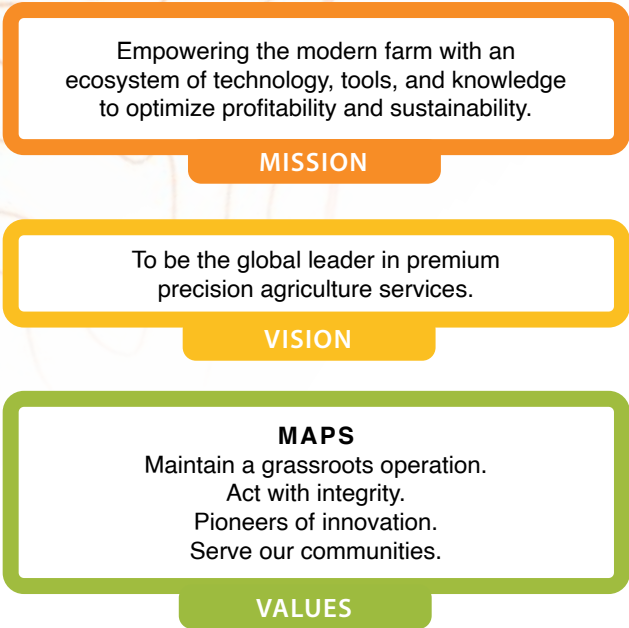 Empowering the modern farm with an
ecosystem of technology, tools, and knowledge
to optimize profitability and sustainability.
MISSION
To be the global leader in premium
precision agriculture services.
VISION
MAPS
Maintain a grassroots operation.
Act with integrity.
Pioneers of innovation.
Serve our communities.
VALUES